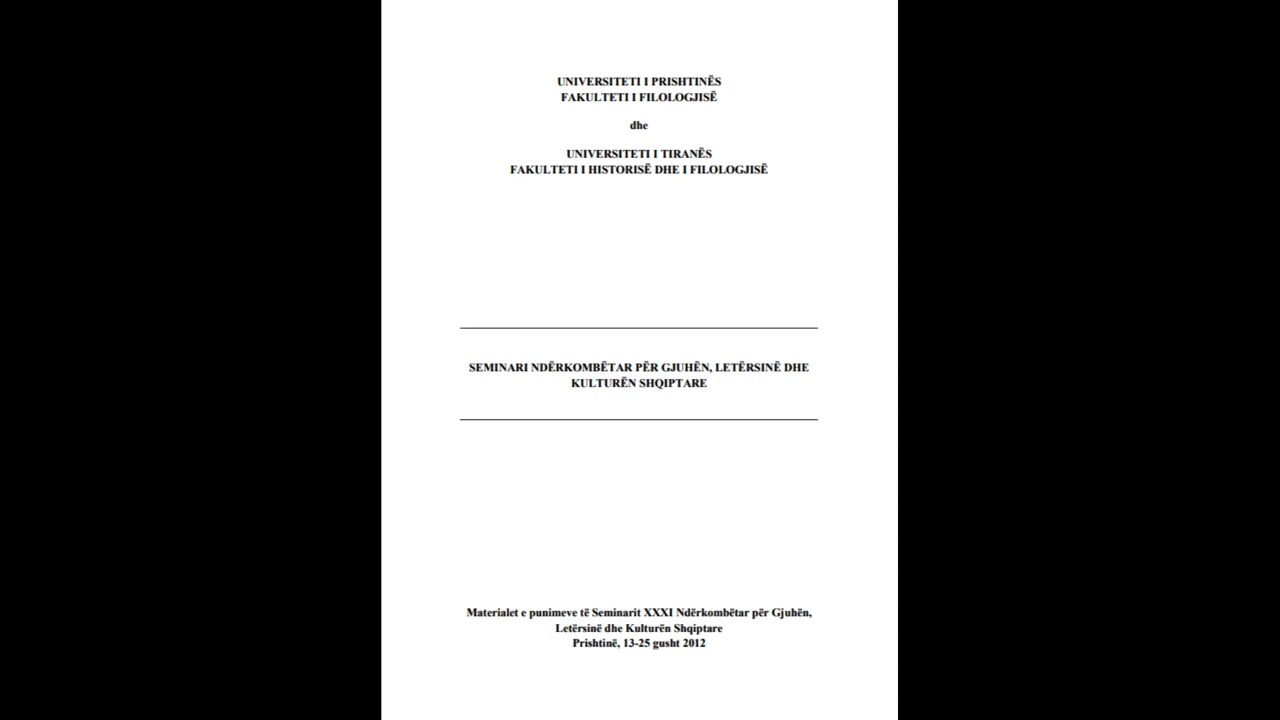 UNIVERSITETI I PRISHTINËS
FAKULTETI I FILOLOGJISË
dhe
UNIVERSITETI I TIRANËS
FAKULTETI I HISTORISË DHE I FILOLOGJISË
SEMINARI NDËRKOMBËTAR PËR GJUHËN, LETËRSINË DHE
KULTURËN SHQIPTARE
Materialet e punimeve të Seminarit XXXI Ndërkombëtar për Gjuhën,
Letërsinë dhe Kulturën Shqiptare
Prishtinë, 13-25 gusht 2012